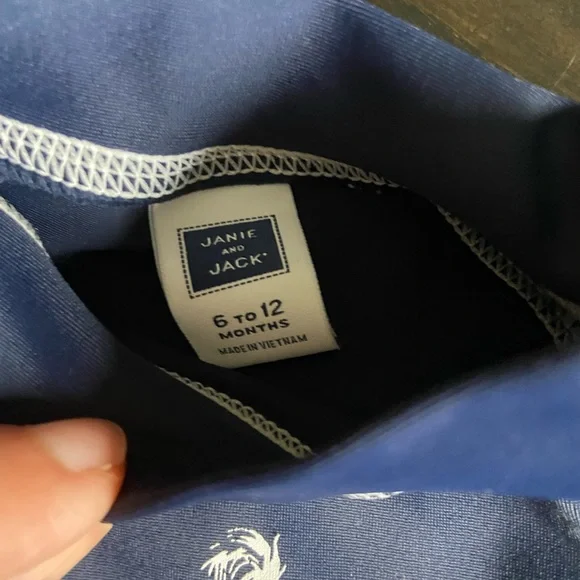 JANIE
AND
JACK
6 TO 12
MONTHS
MADE IN VIETNAM